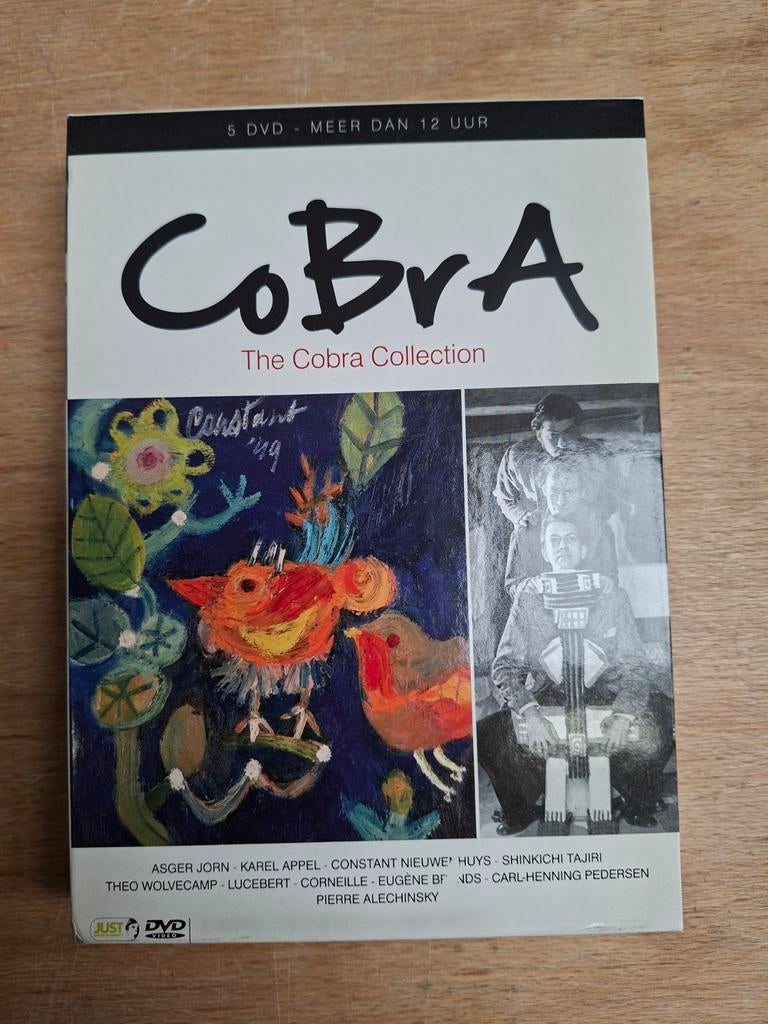 5 DVD - MEER DAN 12 UUR
CoBrA
The Cobra Collection
Constant
'49
ASGER JORN - KAREL APPEL - CONSTANT NIEUWE HUYS - SHINKICHI TAJIRI
THEO WOLVECAMP - LUCEBERT - CORNEILLE - EUGÈNE BR NDS - CARL-HENNING PEDERSEN
PIERRE ALECHINSKY
JUST DVD
VIDEO